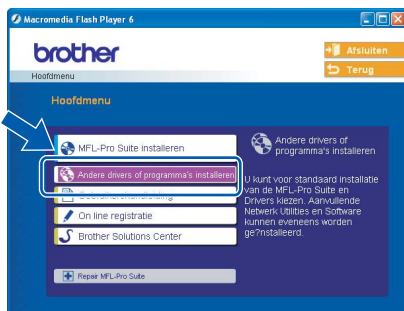 Macromedia Flash Player 6
brother
Afsluiten
Terug
Hoofdmenu
Hoofdmenu
MFL-Pro Suite installeren
Andere drivers of programma's installeren
Gebruikershandleiding
On line registratie
Brother Solutions Center
Repair MFL-Pro Suite
Andere drivers of
programma's installeren
U kunt voor standaard installatie
van de MFL-Pro Suite en
Drivers kiezen. Aanvullende
Netwerk Utilities en Software
kunnen eveneens worden
ge?nstalleerd.